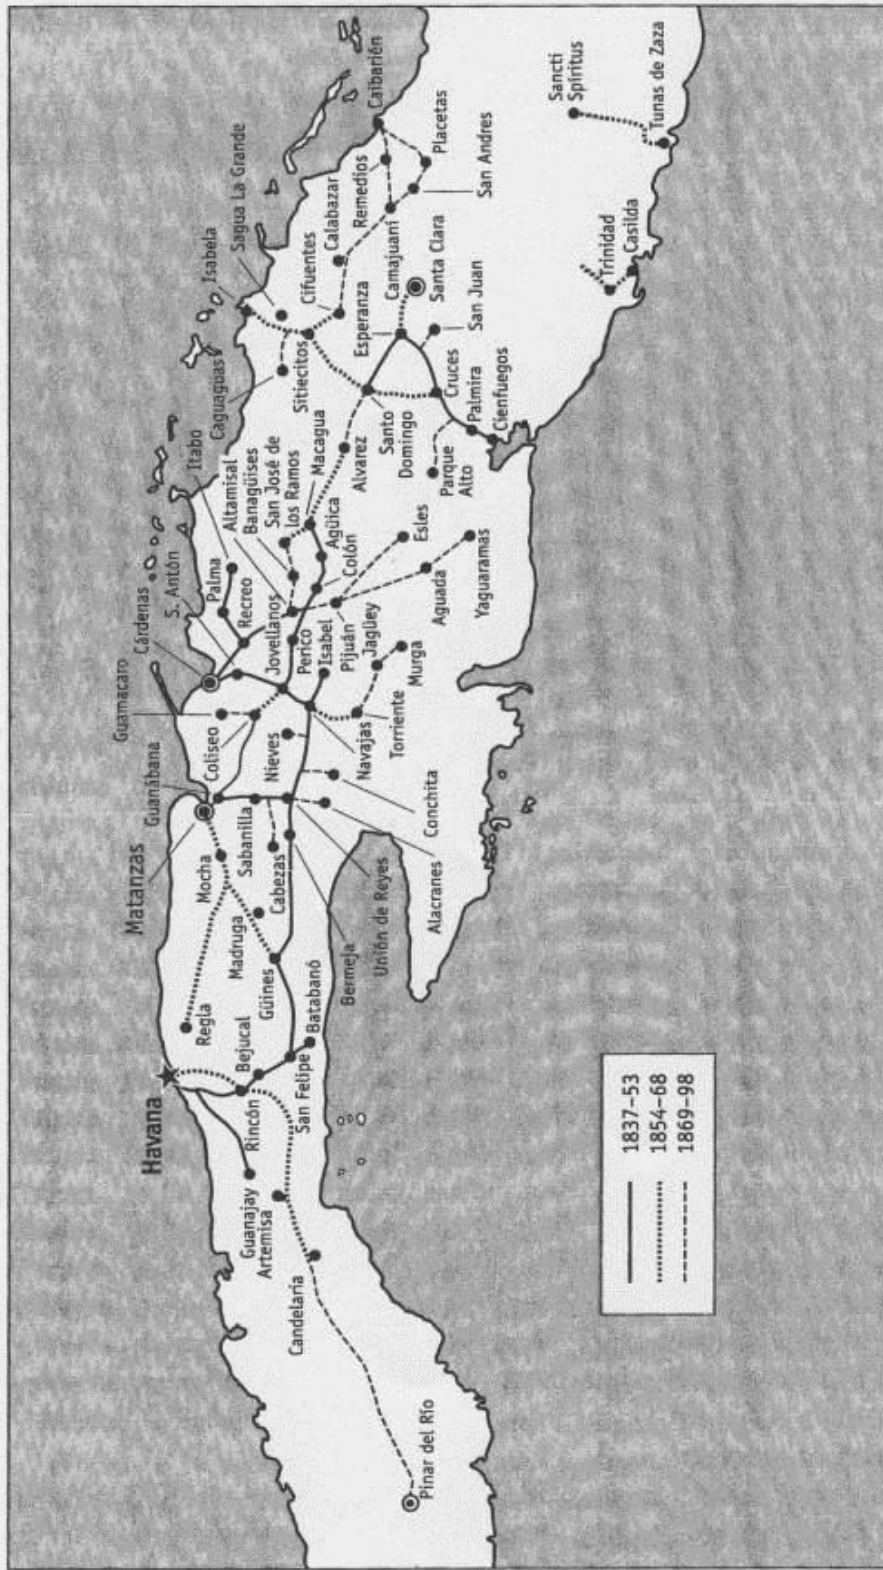 Havana
Matanzas
Guanábana
Guamacaro
Cárdenas
S. Antón
Itabo
Altamisal
Banagüises
San José de
los Ramos
Caguaguas
Isabela
Sagua La Grande
Caibarién
Regla
Mocha
Coliseo
Recreo
Palma
Jovellanos
Perico
Isabel
Pijuán
Jagüey
Murga
Macagua
Agüica
Colón
Esles
Aguada
Yaguaramas
Sitiecitos
Cifuentes
Calabazar
Remedios
Camajuaní
Placetas
San Andres
Esperanza
Santa Clara
San Juan
Alvarez
Santo
Domingo
Cruces
Palmira
Cienfuegos
Parque
Alto
Sancti
Spíritus
Tunas de Zaza
Trinidad
Casilda
Madruga
Güines
Sabanilla
Cabezas
Nieves
Navajas
Torriente
Conchita
Alacranes
Unión de Reyes
Bermeja
Batabanó
San Felipe
Bejucal
Rincón
Guanajay
Artemisa
Candelaria
Pinar del Río
1837–53
1854–68
1869–98